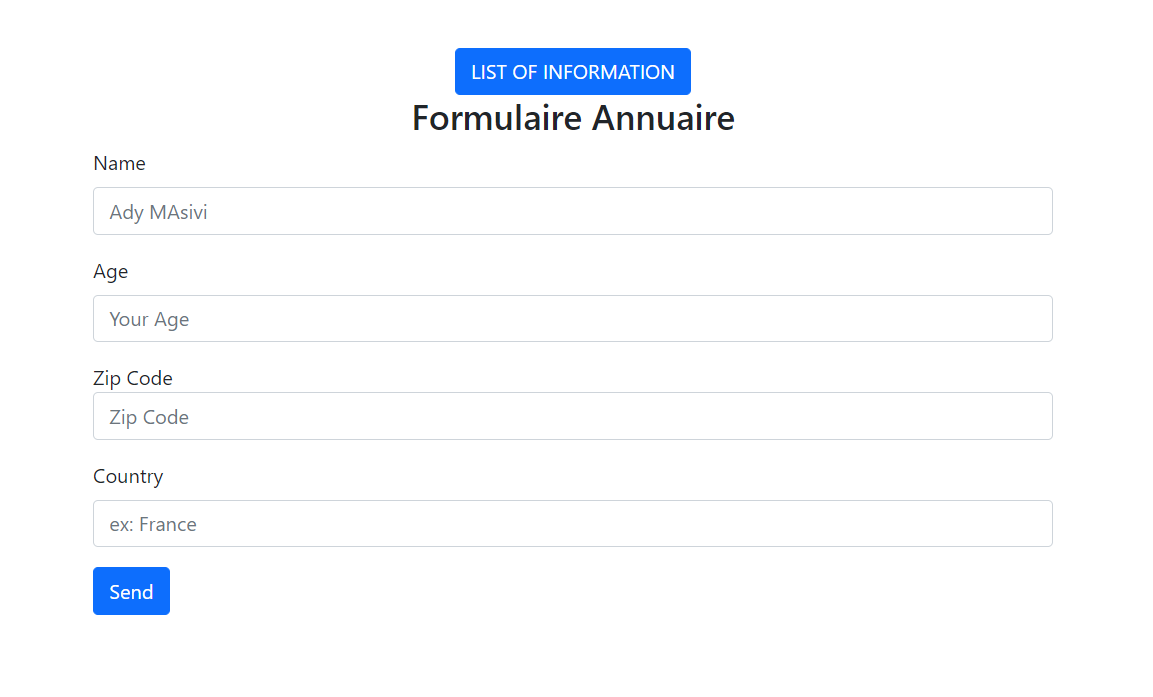 LIST OF INFORMATION
Formulaire Annuaire
Name
Ady MAsivi
Age
Your Age
Zip Code
Zip Code
Country
ex: France
Send